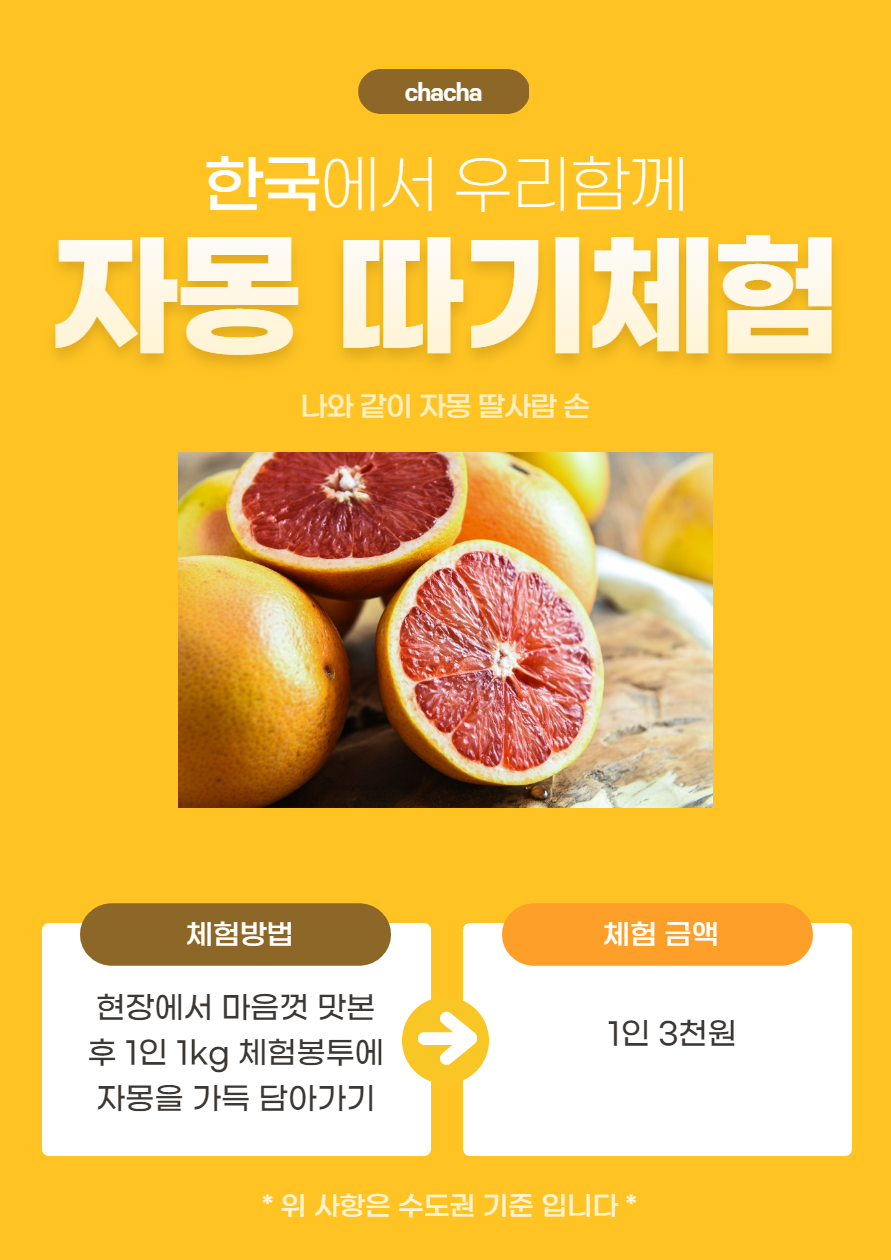 chacha
한국에서 우리함께
자몽 따기체험
나와 같이 자몽 딸사람 손
체험방법
현장에서 마음껏 맛본
후 1인 1kg 체험봉투에
자몽을 가득 담아가기
체험 금액
1인 3천원
* 위 사항은 수도권 기준 입니다 *